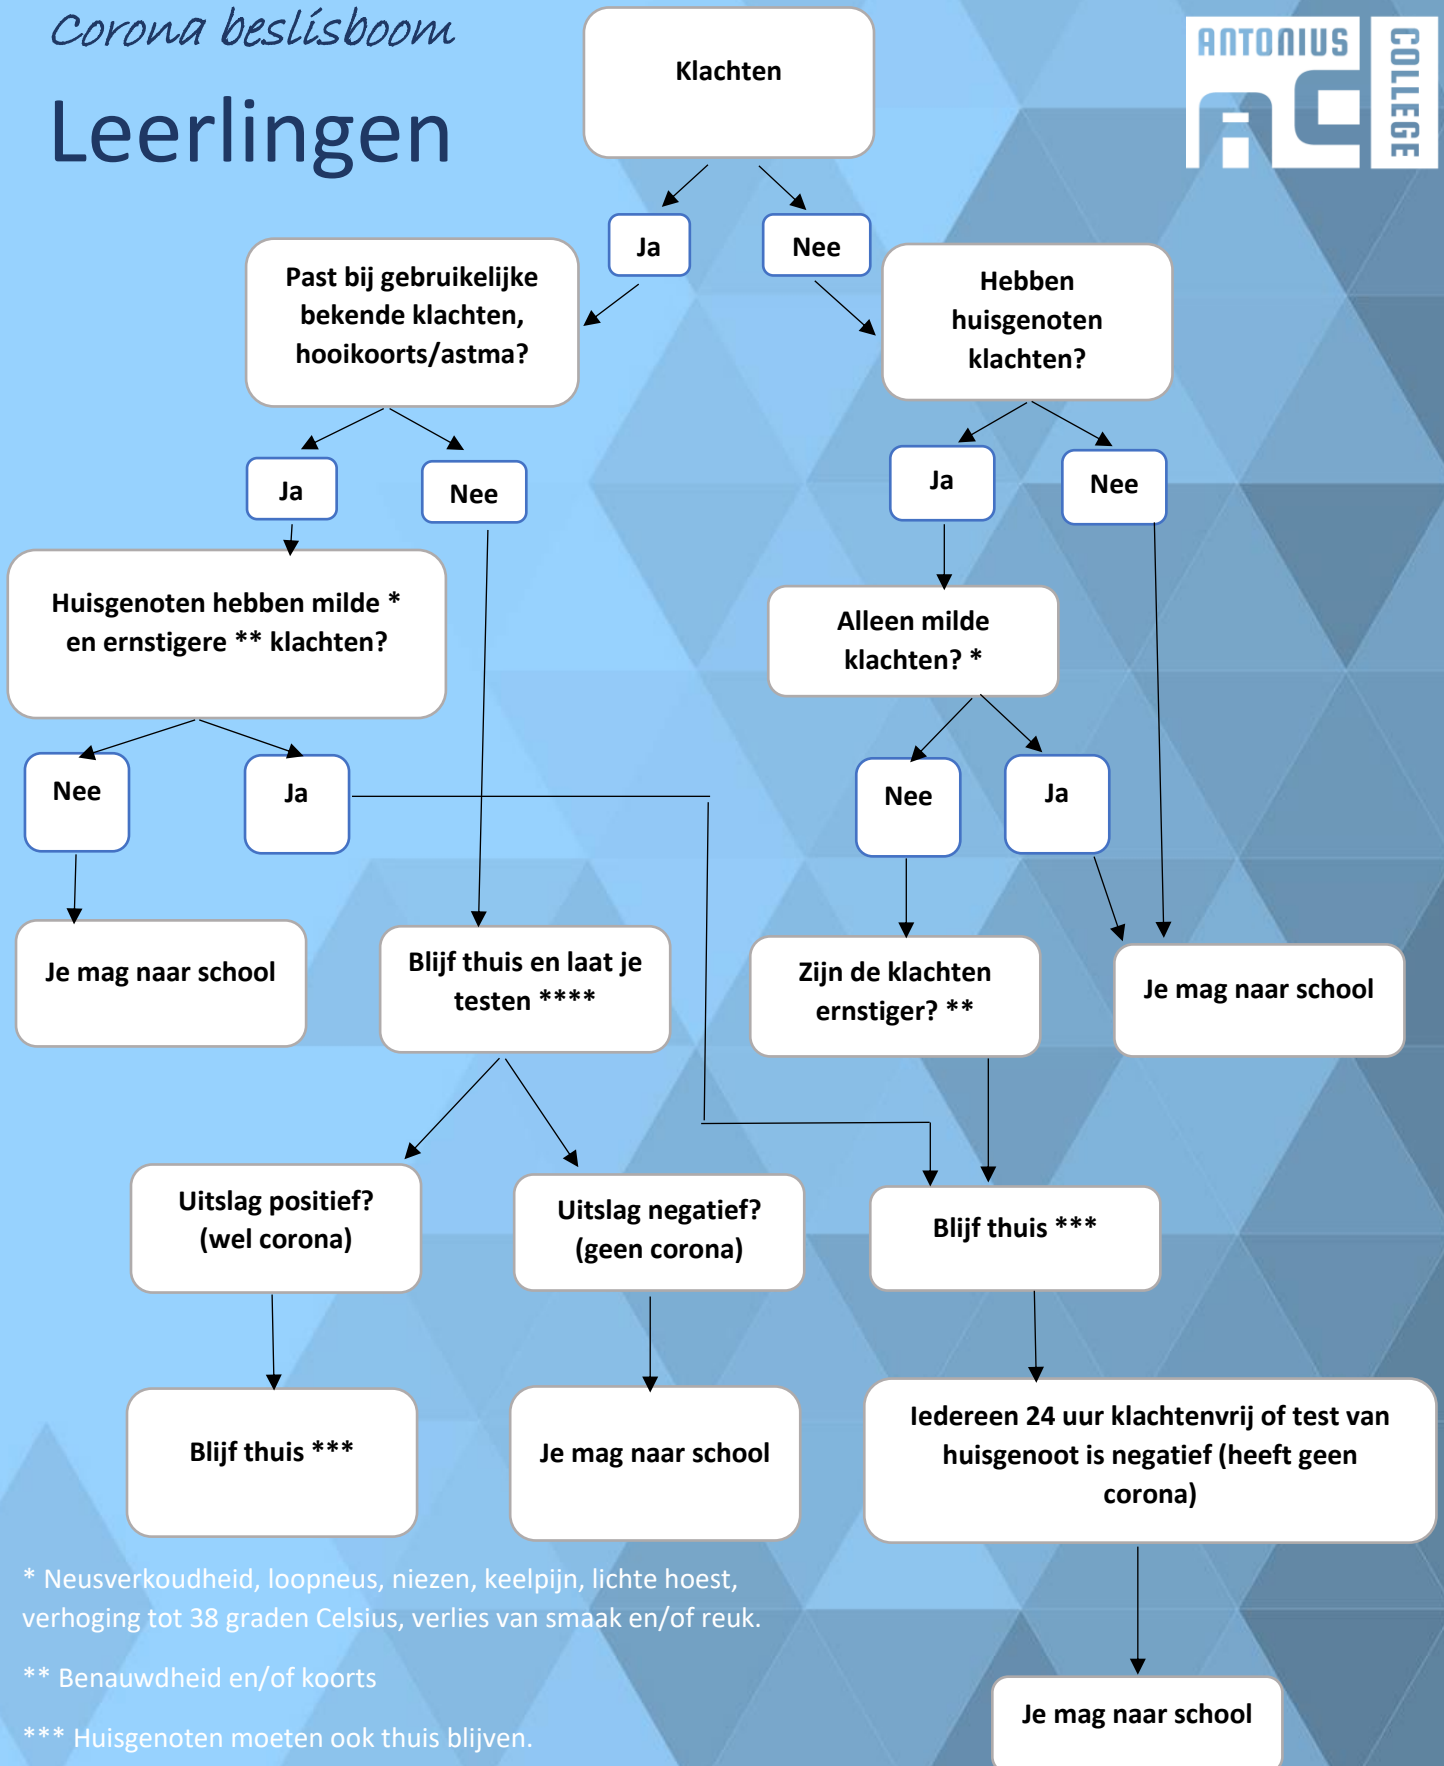 Corona beslisboom
Leerlingen
ANTONIUS
COLLEGE
AC
Klachten
Ja
Nee
Past bij gebruikelijke
bekende klachten,
hooikoorts/astma?
Hebben
huisgenoten
klachten?
Ja
Nee
Ja
Nee
Huisgenoten hebben milde *
en ernstigere ** klachten?
Alleen milde
klachten? *
Nee
Ja
Nee
Ja
Je mag naar school
Blijf thuis en laat je
testen ****
Zijn de klachten
ernstiger? **
Je mag naar school
Uitslag positief?
(wel corona)
Uitslag negatief?
(geen corona)
Blijf thuis ***
Blijf thuis ***
Je mag naar school
Iedereen 24 uur klachtenvrij of test van
huisgenoot is negatief (heeft geen
corona)
Je mag naar school
* Neusverkoudheid, loopneus, niezen, keelpijn, lichte hoest,
verhoging tot 38 graden Celsius, verlies van smaak en/of reuk.
** Benauwdheid en/of koorts
*** Huisgenoten moeten ook thuis blijven.